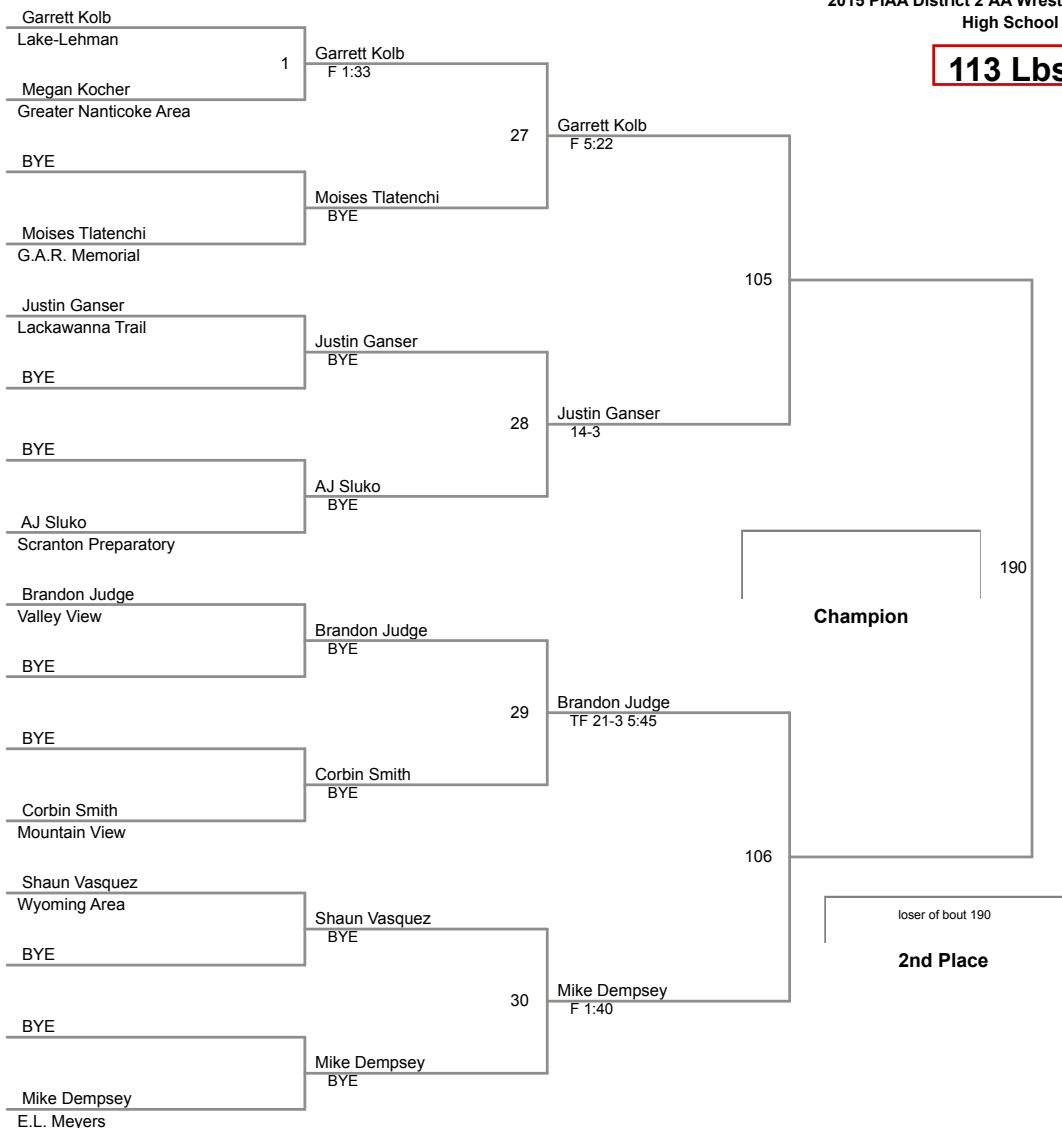 2015 PIAA District 2 AA
High School
113 Lbs
Garrett Kolb
Lake-Lehman
1
Garrett Kolb
F 1:33
Megan Kocher
Greater Nanticoke Area
27
Garrett Kolb
F 5:22
BYE
Moises Tlatenchi
BYE
Moises Tlatenchi
G.A.R. Memorial
105
Justin Ganser
Lackawanna Trail
Justin Ganser
BYE
BYE
28
Justin Ganser
14-3
BYE
AJ Sluko
BYE
AJ Sluko
Scranton Preparatory
190
Champion
Brandon Judge
Valley View
Brandon Judge
BYE
BYE
29
Brandon Judge
TF 21-3 5:45
BYE
Corbin Smith
BYE
Corbin Smith
Mountain View
106
Shaun Vasquez
Wyoming Area
Shaun Vasquez
BYE
BYE
loser of bout 190
2nd Place
30
Mike Dempsey
F 1:40
BYE
Mike Dempsey
BYE
Mike Dempsey
E.L. Meyers